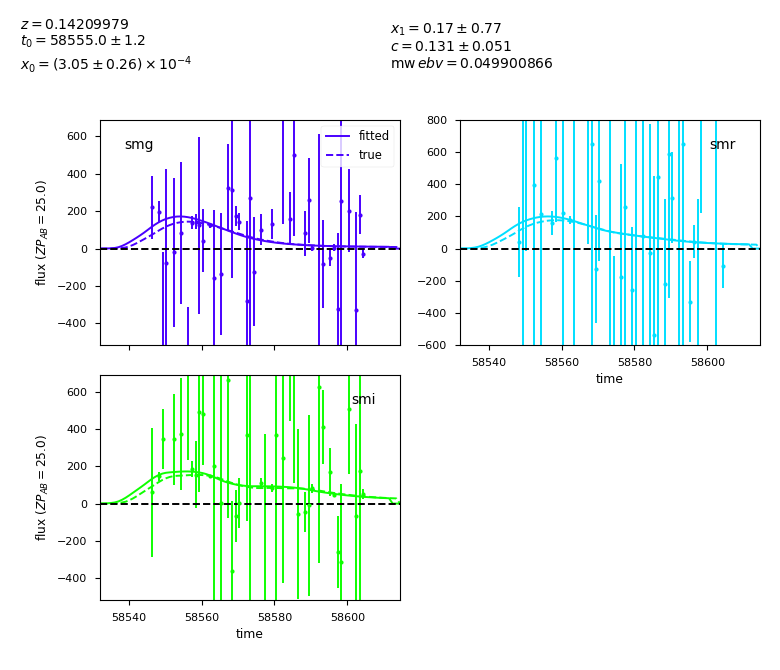 z = 0.14209979
t₀ = 58555.0 ± 1.2
x₀ = (3.05 ± 0.26) × 10⁻⁴
x₁ = 0.17 ± 0.77
c = 0.131 ± 0.051
mwebv = 0.049900866
smg
fitted
true
600
400
200
0
−200
−400
flux (ZP_AB = 25.0)
smr
800
600
400
200
0
−200
−400
−600
58540 58560 58580 58600
time
smi
600
400
200
0
−200
−400
flux (ZP_AB = 25.0)
58540 58560 58580 58600
time